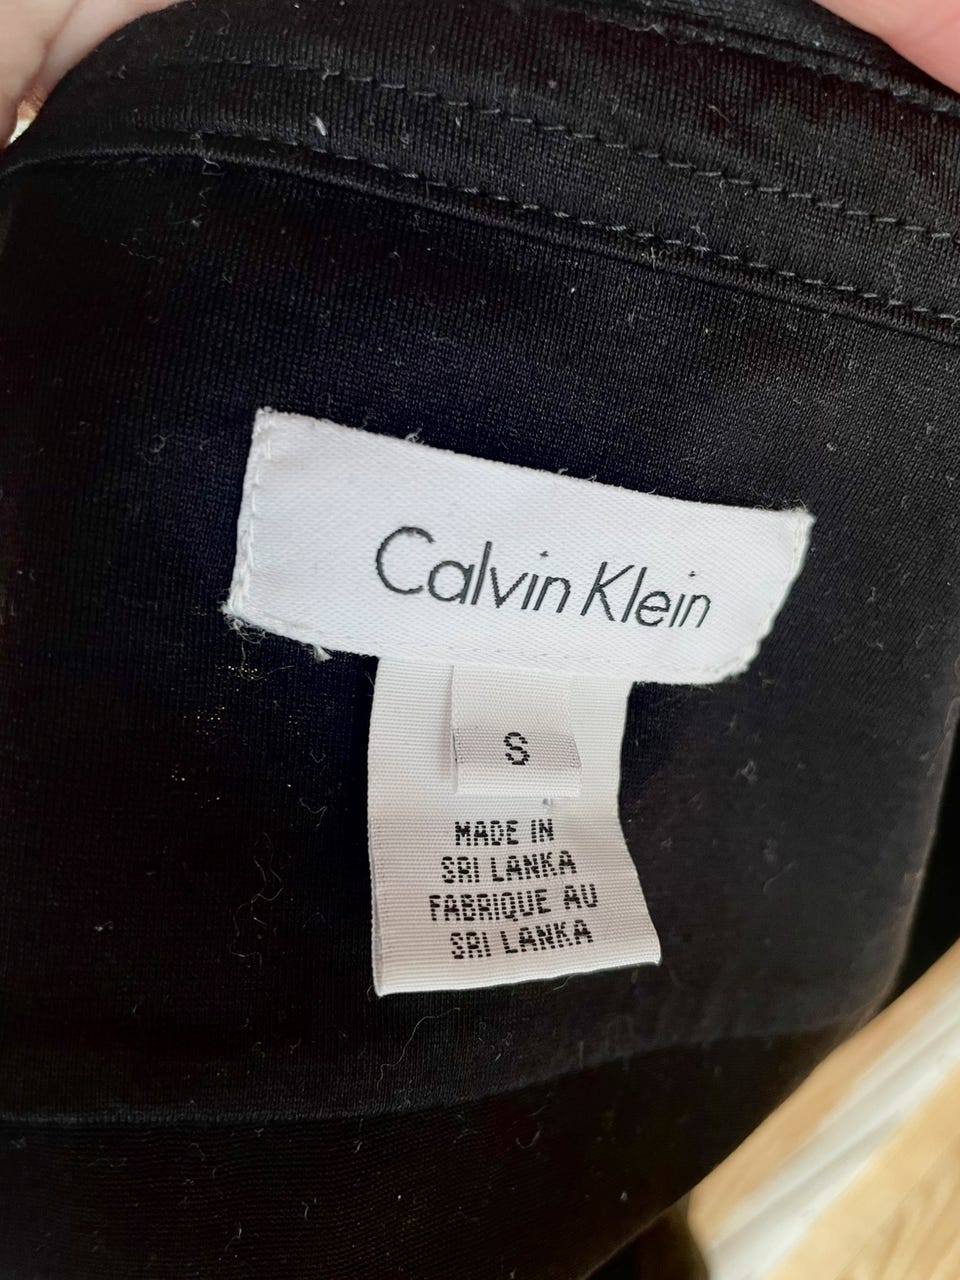 Calvin Klein
S
MADE IN
SRI LANKA
FABRIQUE AU
SRI LANKA